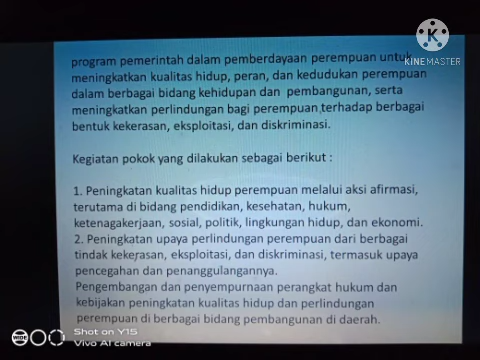 KINEMASTER
program pemerintah dalam pemberdayaan perempuan untuk
meningkatkan kualitas hidup, peran, dan kedudukan perempuan
dalam berbagai bidang kehidupan dan pembangunan, serta
meningkatkan perlindungan bagi perempuan terhadap berbagai
bentuk kekerasan, eksploitasi, dan diskriminasi.
Kegiatan pokok yang dilakukan sebagai berikut :
1. Peningkatan kualitas hidup perempuan melalui aksi afirmasi,
terutama di bidang pendidikan, kesehatan, hukum,
ketenagakerjaan, sosial, politik, lingkungan hidup, dan ekonomi.
2. Peningkatan upaya perlindungan perempuan dari berbagai
tindak kekerasan, eksploitasi, dan diskriminasi, termasuk upaya
pencegahan dan penanggulangannya.
Pengembangan dan penyempurnaan perangkat hukum dan
kebijakan peningkatan kualitas hidup dan perlindungan
perempuan di berbagai bidang pembangunan di daerah.
WIDE
Shot on Y15
Vivo AI camera